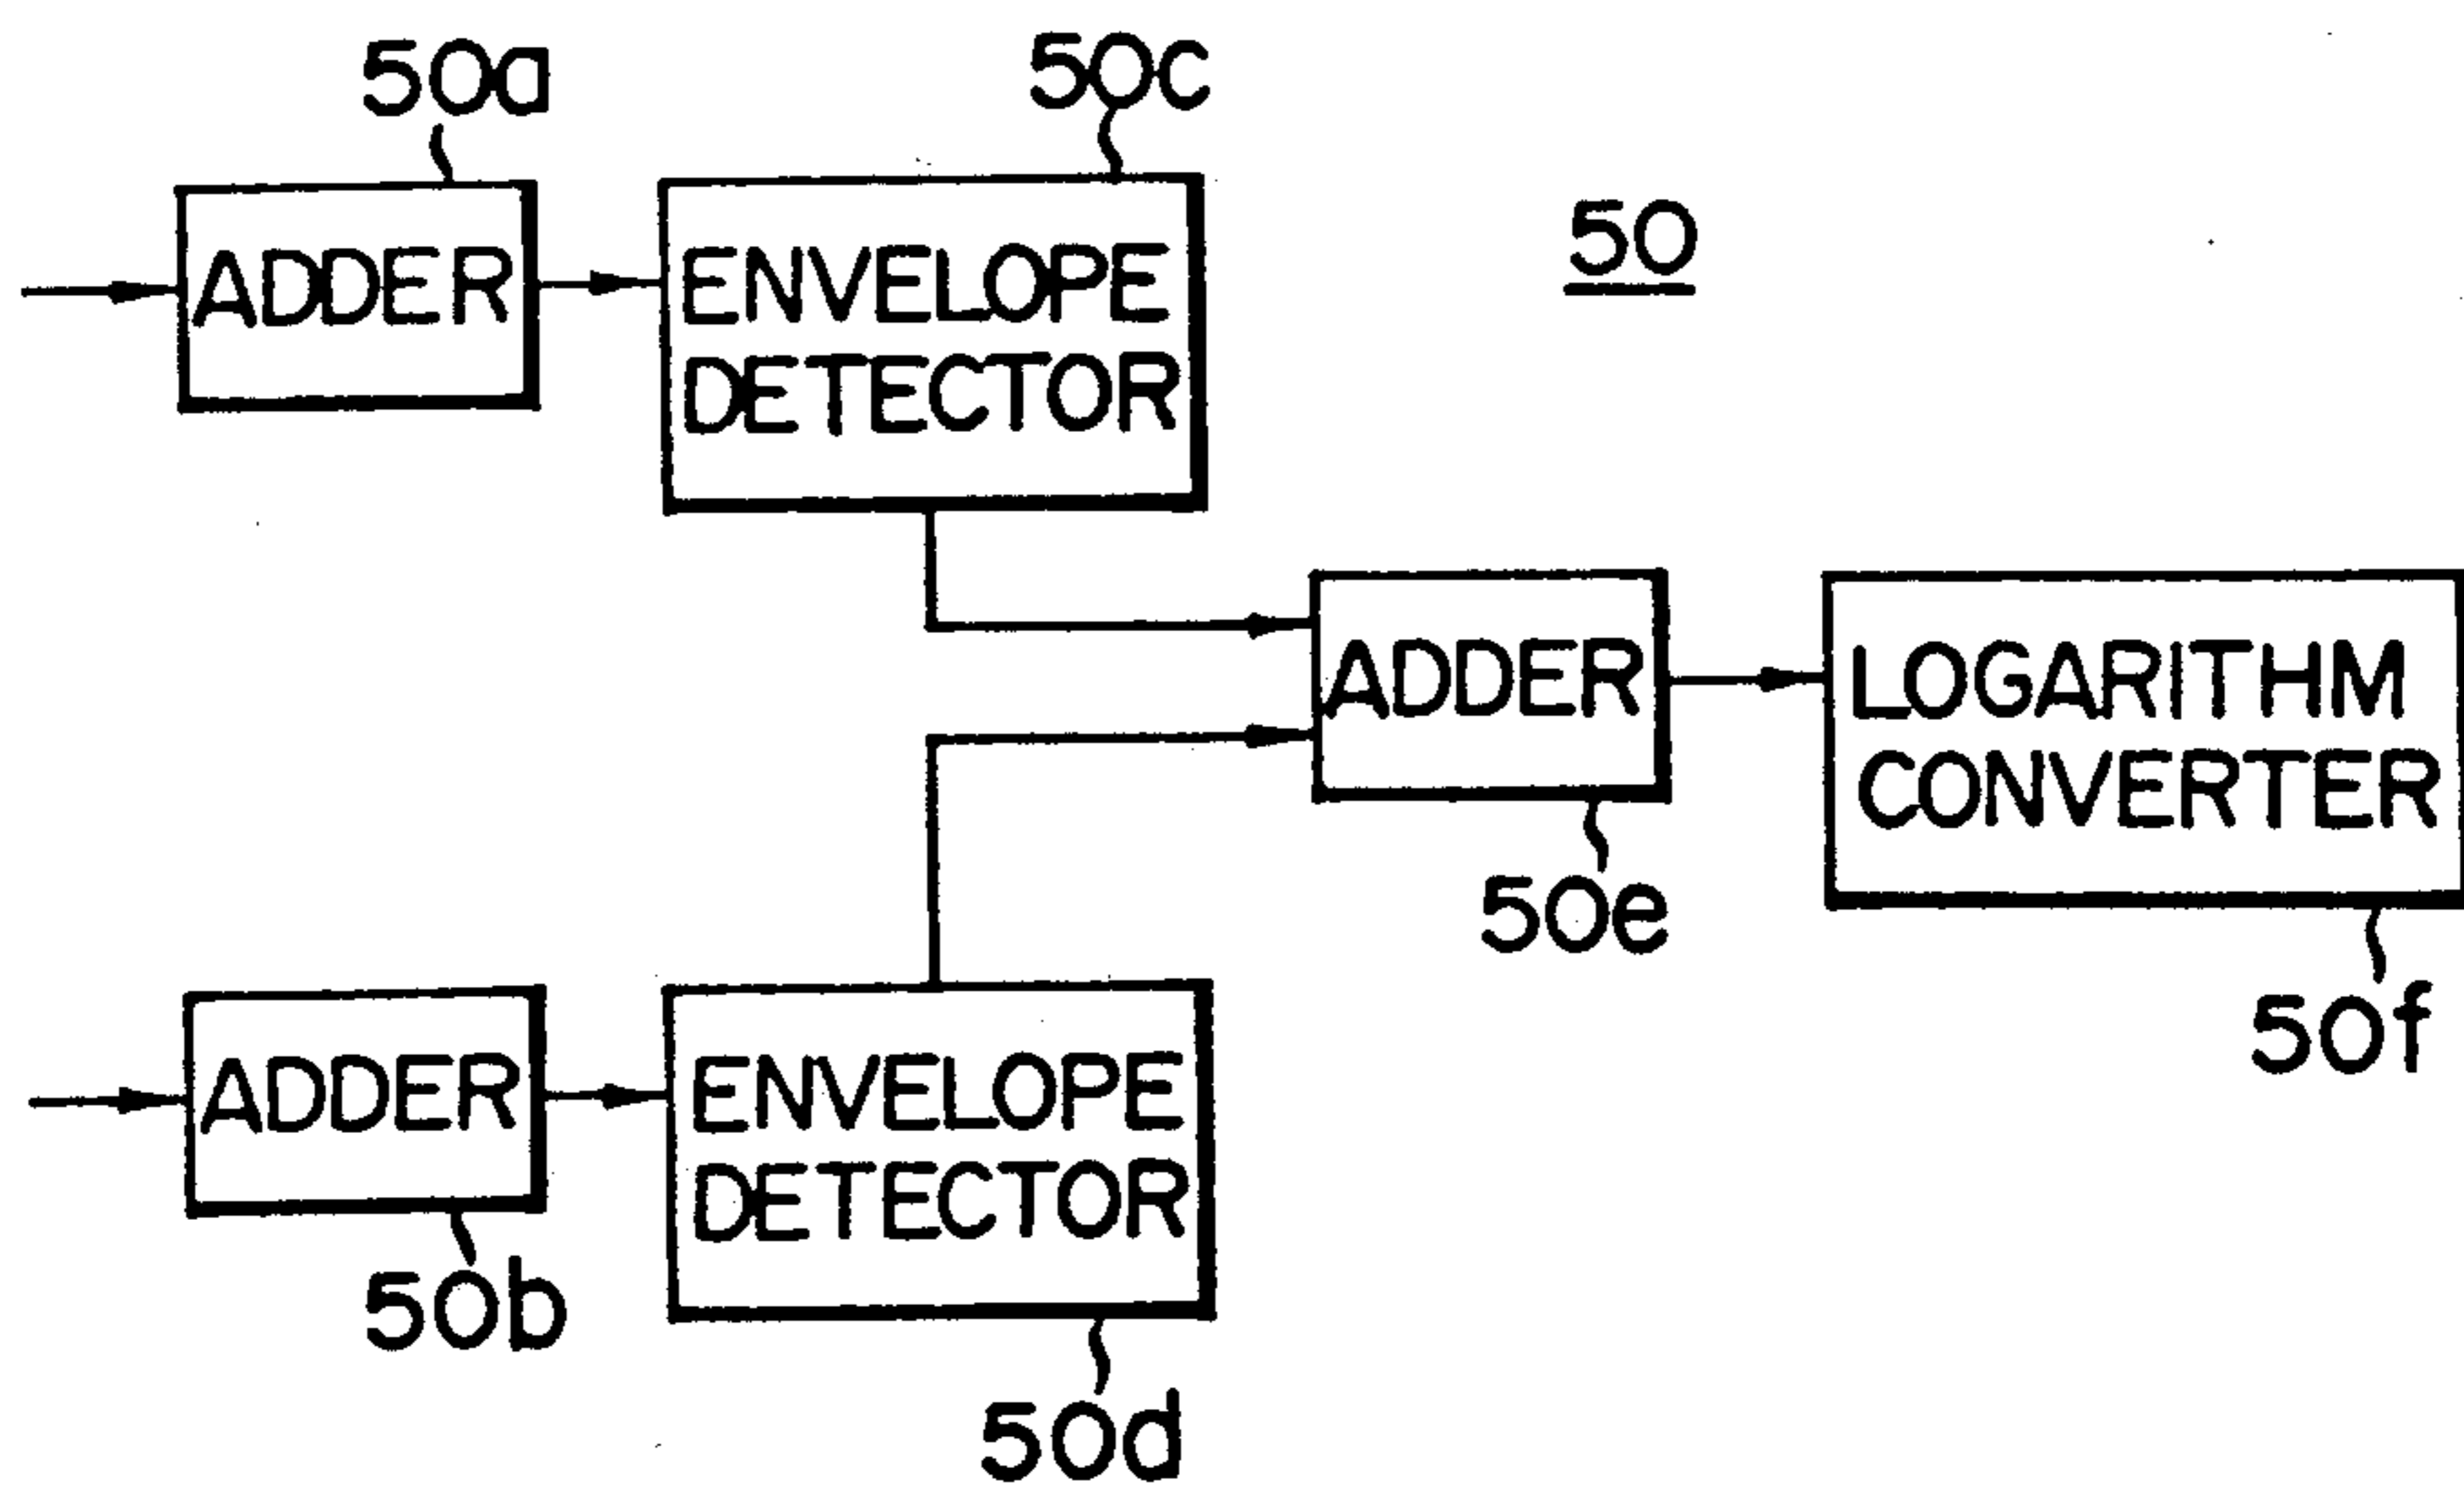 50a
50c
ADDER
ENVELOPE
DETECTOR
50
ADDER
LOGARITHM
CONVERTER
50e
50f
ADDER
ENVELOPE
DETECTOR
50b
50d